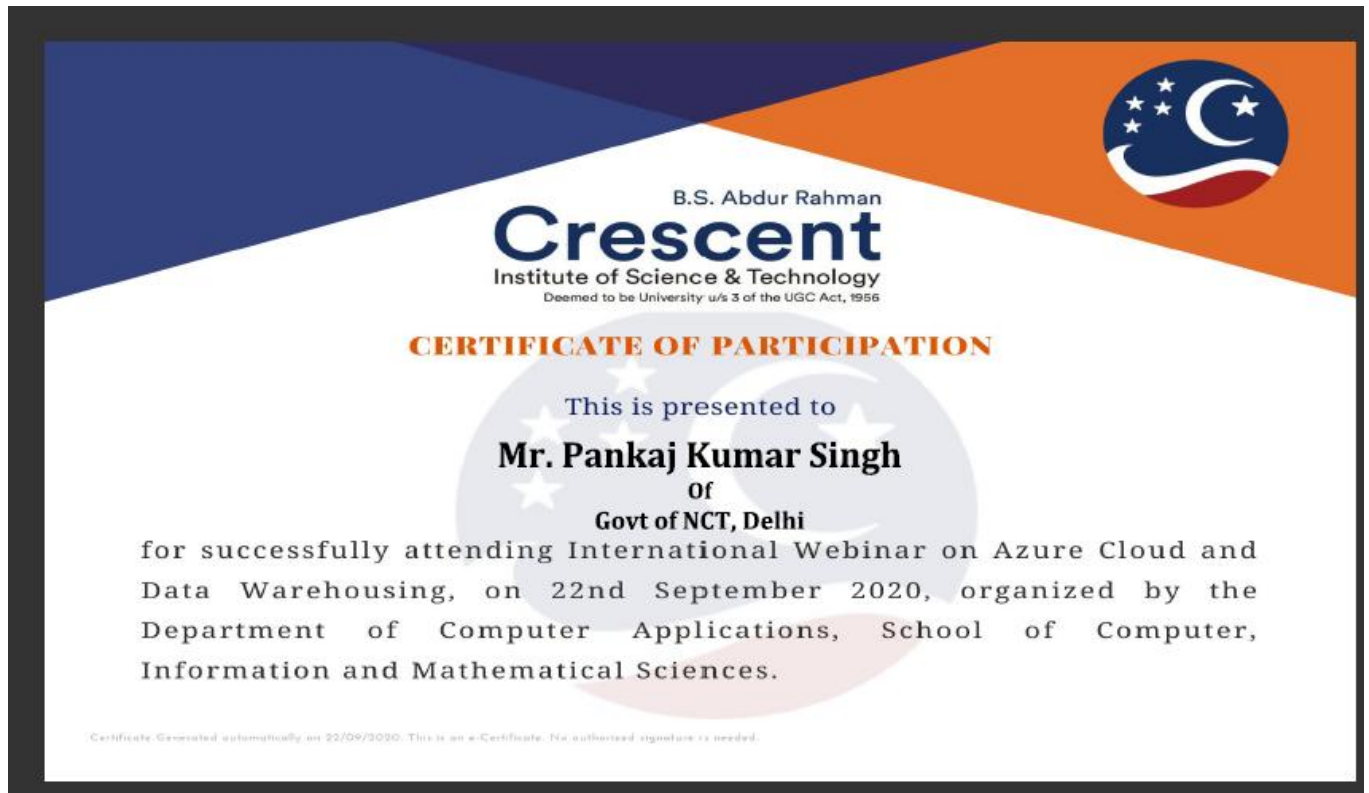 B.S. Abdur Rahman
Crescent
Institute of Science & Technology
Deemed to be University u/s 3 of the UGC Act, 1956
CERTIFICATE OF PARTICIPATION
This is presented to
Mr. Pankaj Kumar Singh
Of
Govt of NCT, Delhi
for successfully attending International Webinar on Azure Cloud and
Data Warehousing, on 22nd September 2020, organized by the
Department of Computer Applications, School of Computer,
Information and Mathematical Sciences.
Certificate Generated automatically on 22/09/2020. This is an e-Certificate. No authorized signature is needed.